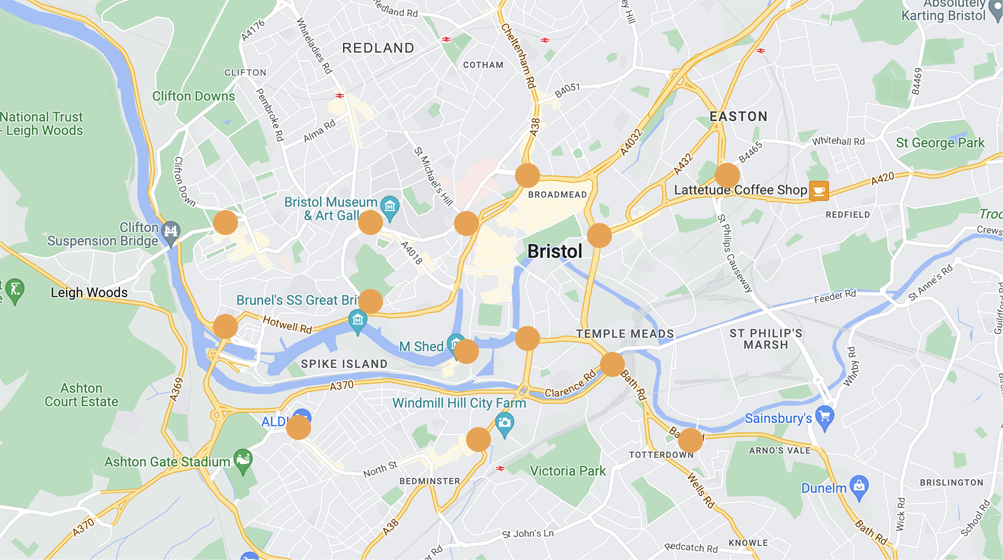 Absolutely
Karting Bristol
Redland Rd
ey Hill
A4176
Whiteladies Rd
REDLAND
Cheltenham Rd
COTHAM
CLIFTON
B4469
B4051
Clifton Downs
Pembroke Rd
National Trust
- Leigh Woods
Alma Rd
A38
EASTON
A4032
Whitehall Rd
St George Park
B4465
A432
St Michael's Hill
Clifton Down
A420
Lattetude Coffee Shop
BROADMEAD
Bristol Museum
& Art Gall
REDFIELD
Clifton
Suspension Bridge
St Philips Causeway
Bristol
A4018
Crews
St Anne's Rd
Leigh Woods
Brunel's SS Great Brit
Feeder Rd
Guildford
Hotwell Rd
TEMPLE MEADS
ST PHILIP'S
MARSH
M Shed
SPIKE ISLAND
Whitby Rd
A369
A370
Clarence Rd
Bath Rd
Ashton
Court Estate
Windmill Hill City Farm
ALDI
Sainsbury's
Ba
ARNO'S VALE
TOTTERDOWN
Ashton Gate Stadium
North St
Victoria Park
BEDMINSTER
Wells Rd
Dunelm
BRISLINGTON
Wick Rd
School Rd
A370
A38
St John's Ln
Bath Rd
KNOWLE
Redcatch Rd